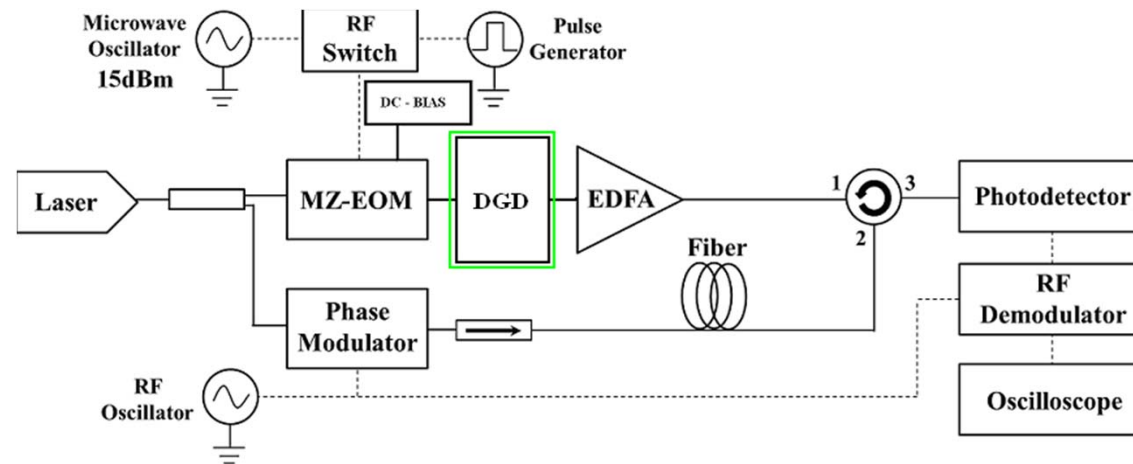 Microwave
Oscillator
15dBm
RF
Switch
Pulse
Generator
DC - BIAS
Laser
MZ-EOM
DGD
EDFA
1
3
2
Photodetector
Fiber
Phase
Modulator
RF
Demodulator
RF
Oscillator
Oscilloscope